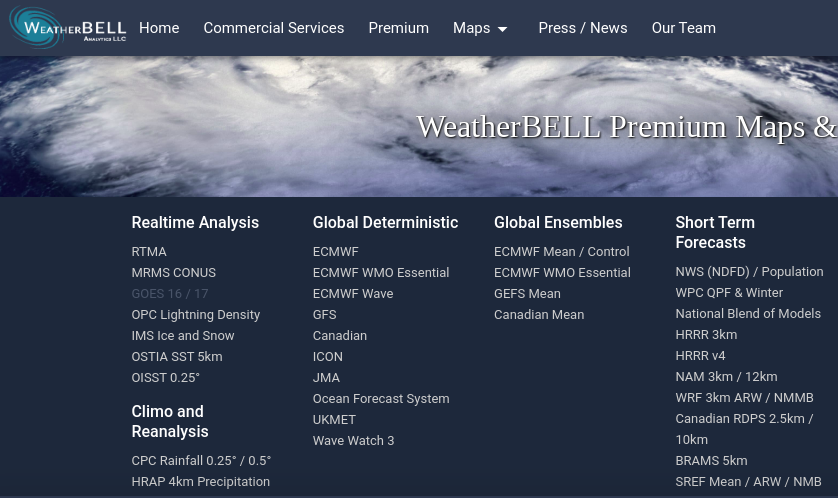 WEATHERBELL
ANALYTICS LLC
Home
Commercial Services
Premium
Maps
Press / News
Our Team
WeatherBELL Premium Maps &
Realtime Analysis
RTMA
MRMS CONUS
GOES 16 / 17
OPC Lightning Density
IMS Ice and Snow
OSTIA SST 5km
OISST 0.25°
Climo and
Reanalysis
CPC Rainfall 0.25° / 0.5°
HRAP 4km Precipitation
Global Deterministic
ECMWF
ECMWF WMO Essential
ECMWF Wave
GFS
Canadian
ICON
JMA
Ocean Forecast System
UKMET
Wave Watch 3
Global Ensembles
ECMWF Mean / Control
ECMWF WMO Essential
GEFS Mean
Canadian Mean
Short Term
Forecasts
NWS (NDFD) / Population
WPC QPF & Winter
National Blend of Models
HRRR 3km
HRRR v4
NAM 3km / 12km
WRF 3km ARW / NMMB
Canadian RDPS 2.5km /
10km
BRAMS 5km
SREF Mean / ARW / NMB